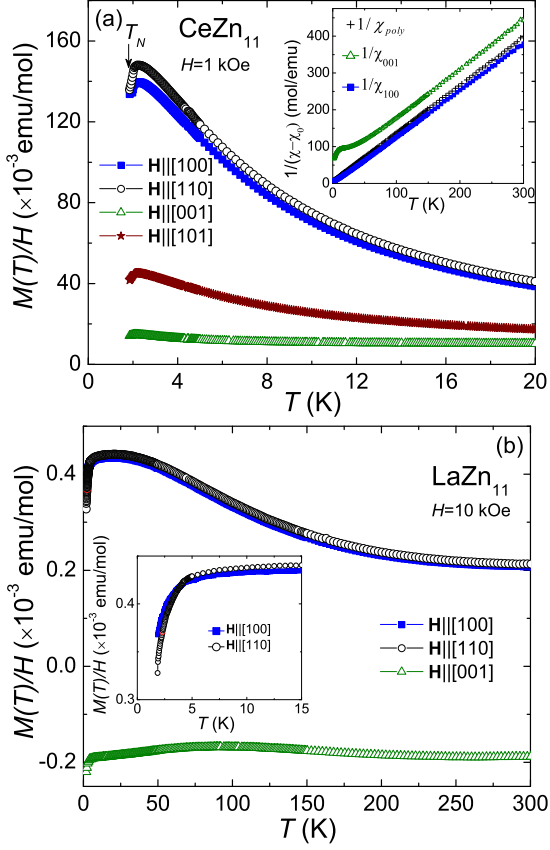 (a) T_N CeZn₁₁
H=1 kOe
H||[100]
H||[110]
H||[001]
H||[101]
M(T)/H (×10⁻³ emu/mol)
160
120
80
40
0
0 4 8 12 16 20
T (K)
1/χ_poly
1/χ₀₀₁
1/χ₁₀₀
1/(χ-χ₀) (mol/emu)
400
300
200
100
0
0 100 200 300
T (K)
(b)
LaZn₁₁
H=10 kOe
H||[100]
H||[110]
H||[001]
M(T)/H (×10⁻³ emu/mol)
0.4
0.2
0.0
-0.2
0 50 100 150 200 250 300
T (K)
H||[100]
H||[110]
M(T)/H (×10⁻³ emu/mol)
0.4
0.3
0 5 10 15
T (K)